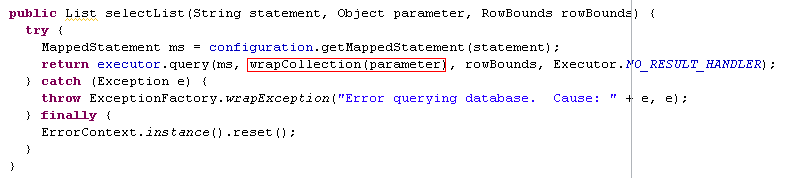 public List selectList(String statement, Object parameter, RowBounds rowBounds) {
try {
MappedStatement ms = configuration.getMappedStatement(statement);
return executor.query(ms, wrapCollection(parameter), rowBounds, Executor.NO_RESULT_HANDLER);
} catch (Exception e) {
throw ExceptionFactory.wrapException("Error querying database.  Cause: " + e, e);
} finally {
ErrorContext.instance().reset();
}
}